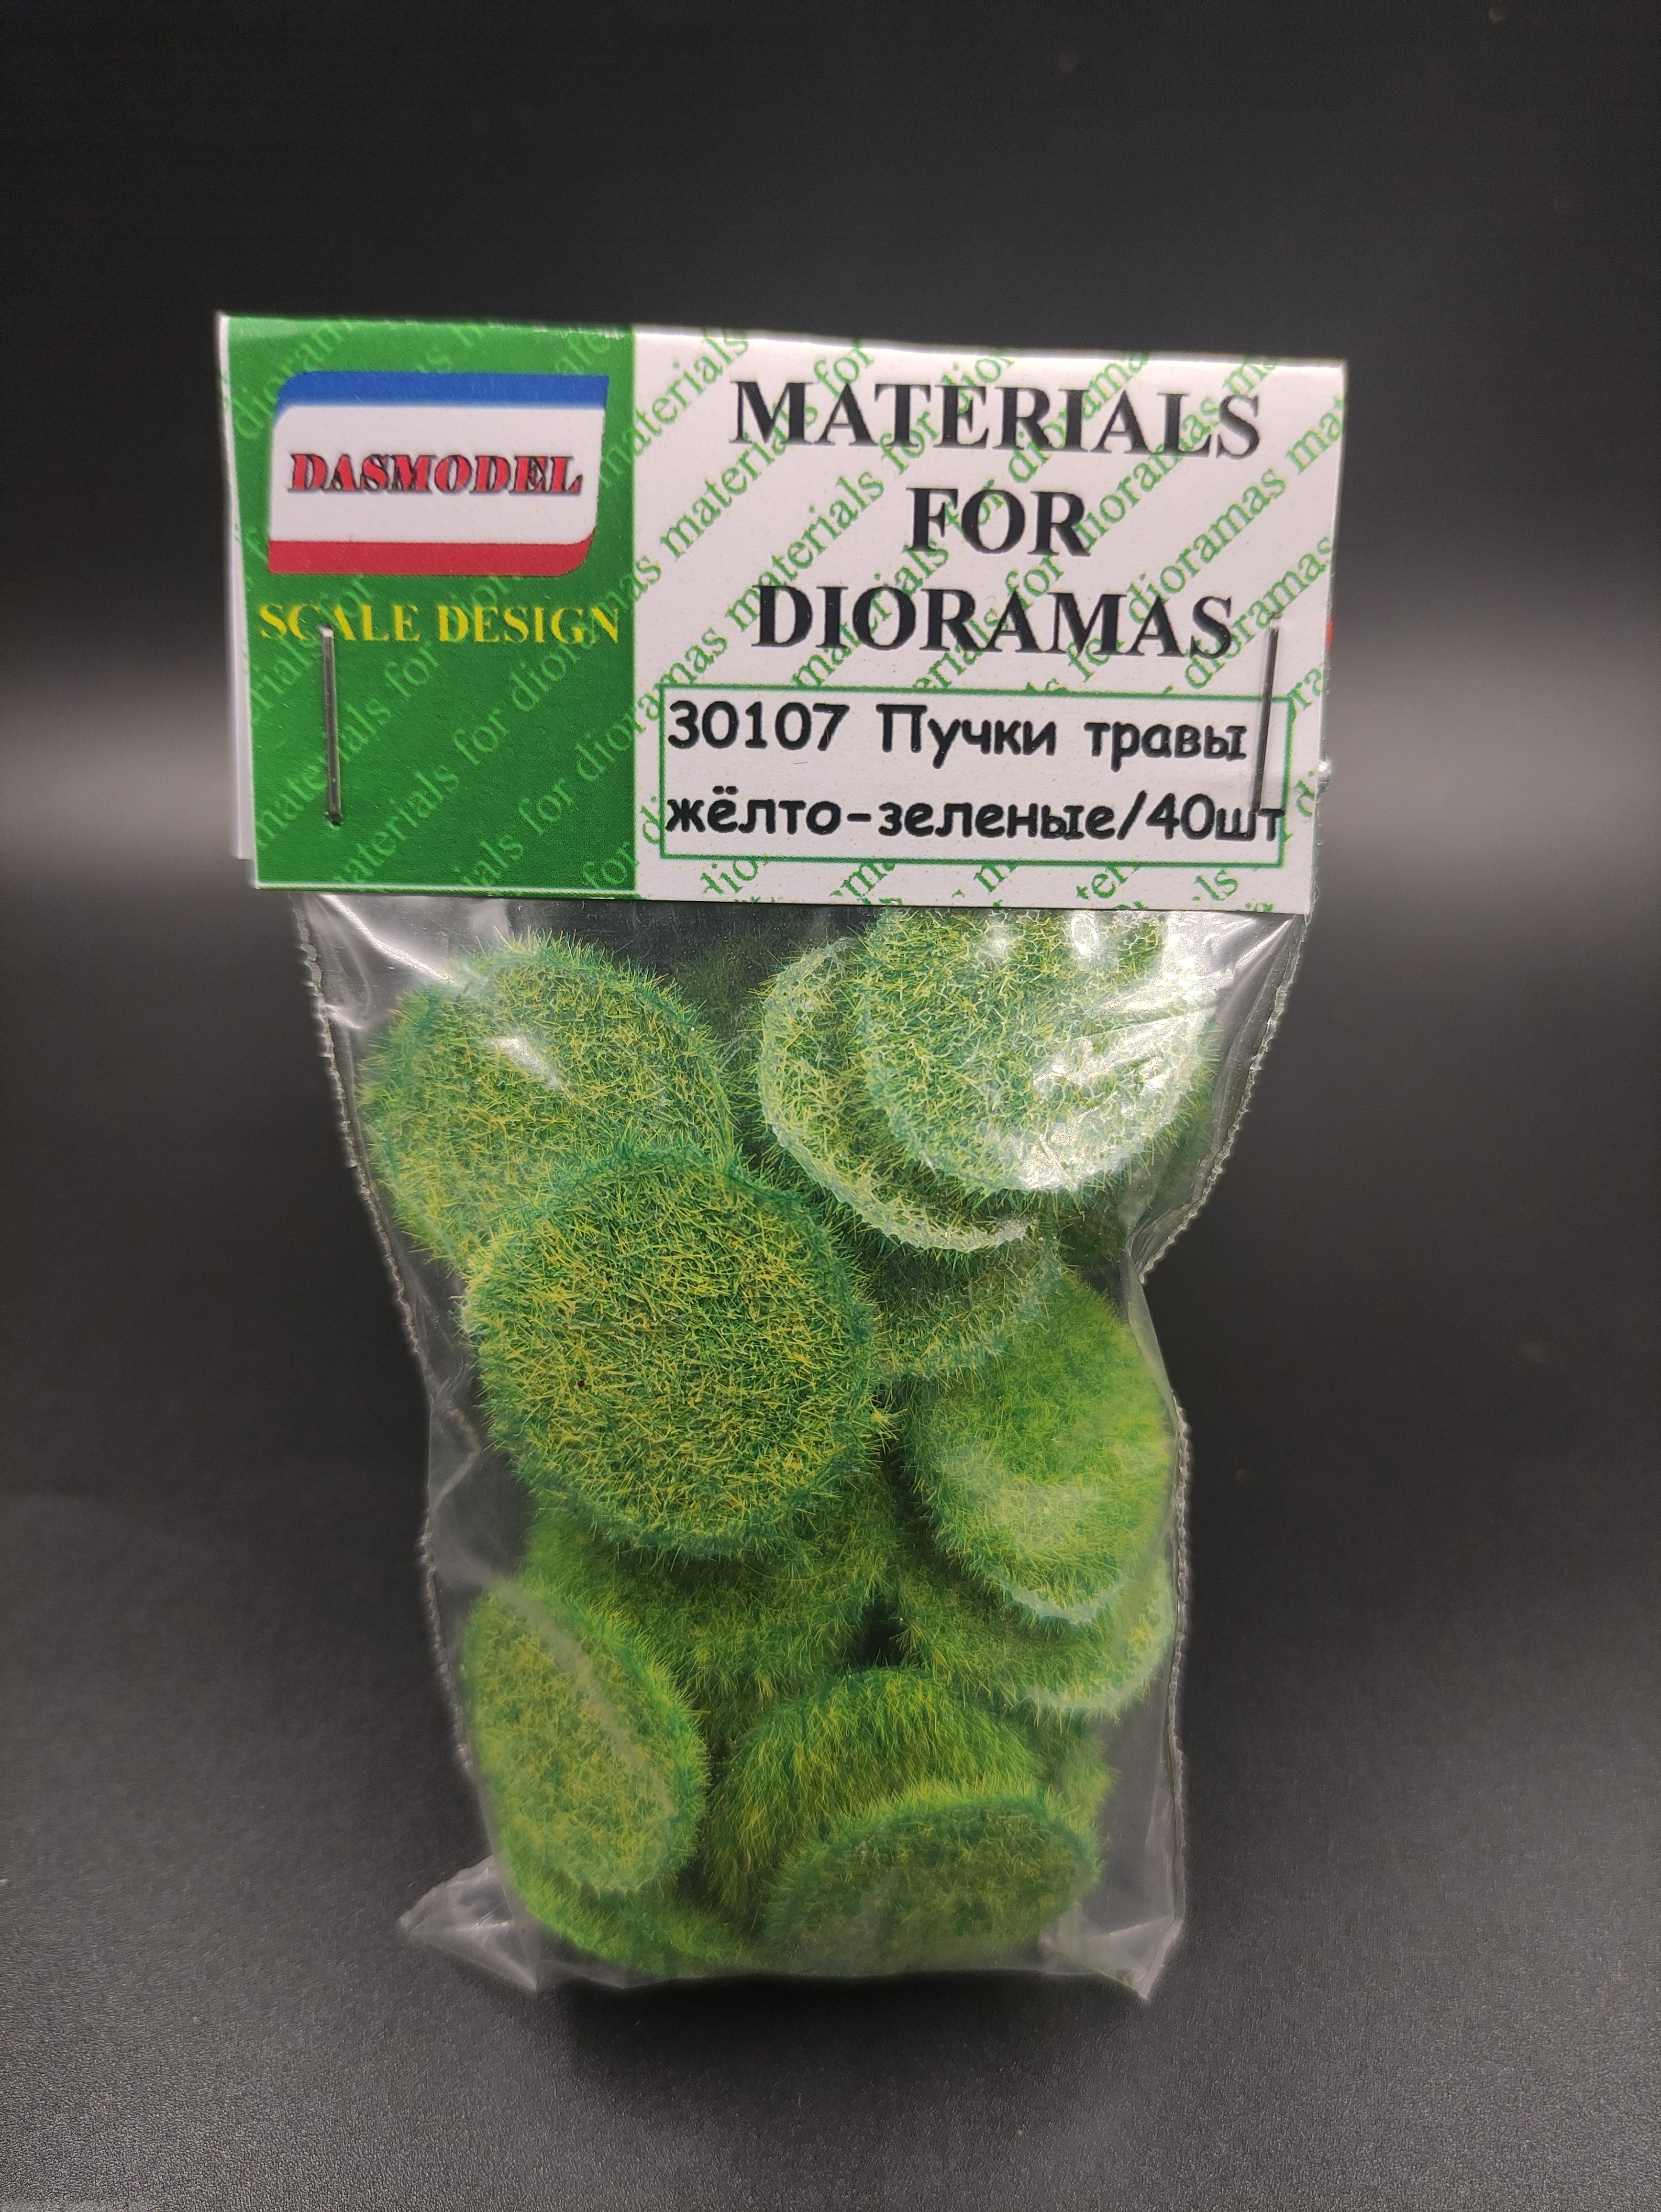 DASMODEL
SCALE DESIGN
MATERIALS
FOR
DIORAMAS
30107 Пучки травы
жёлто-зеленые/40шт